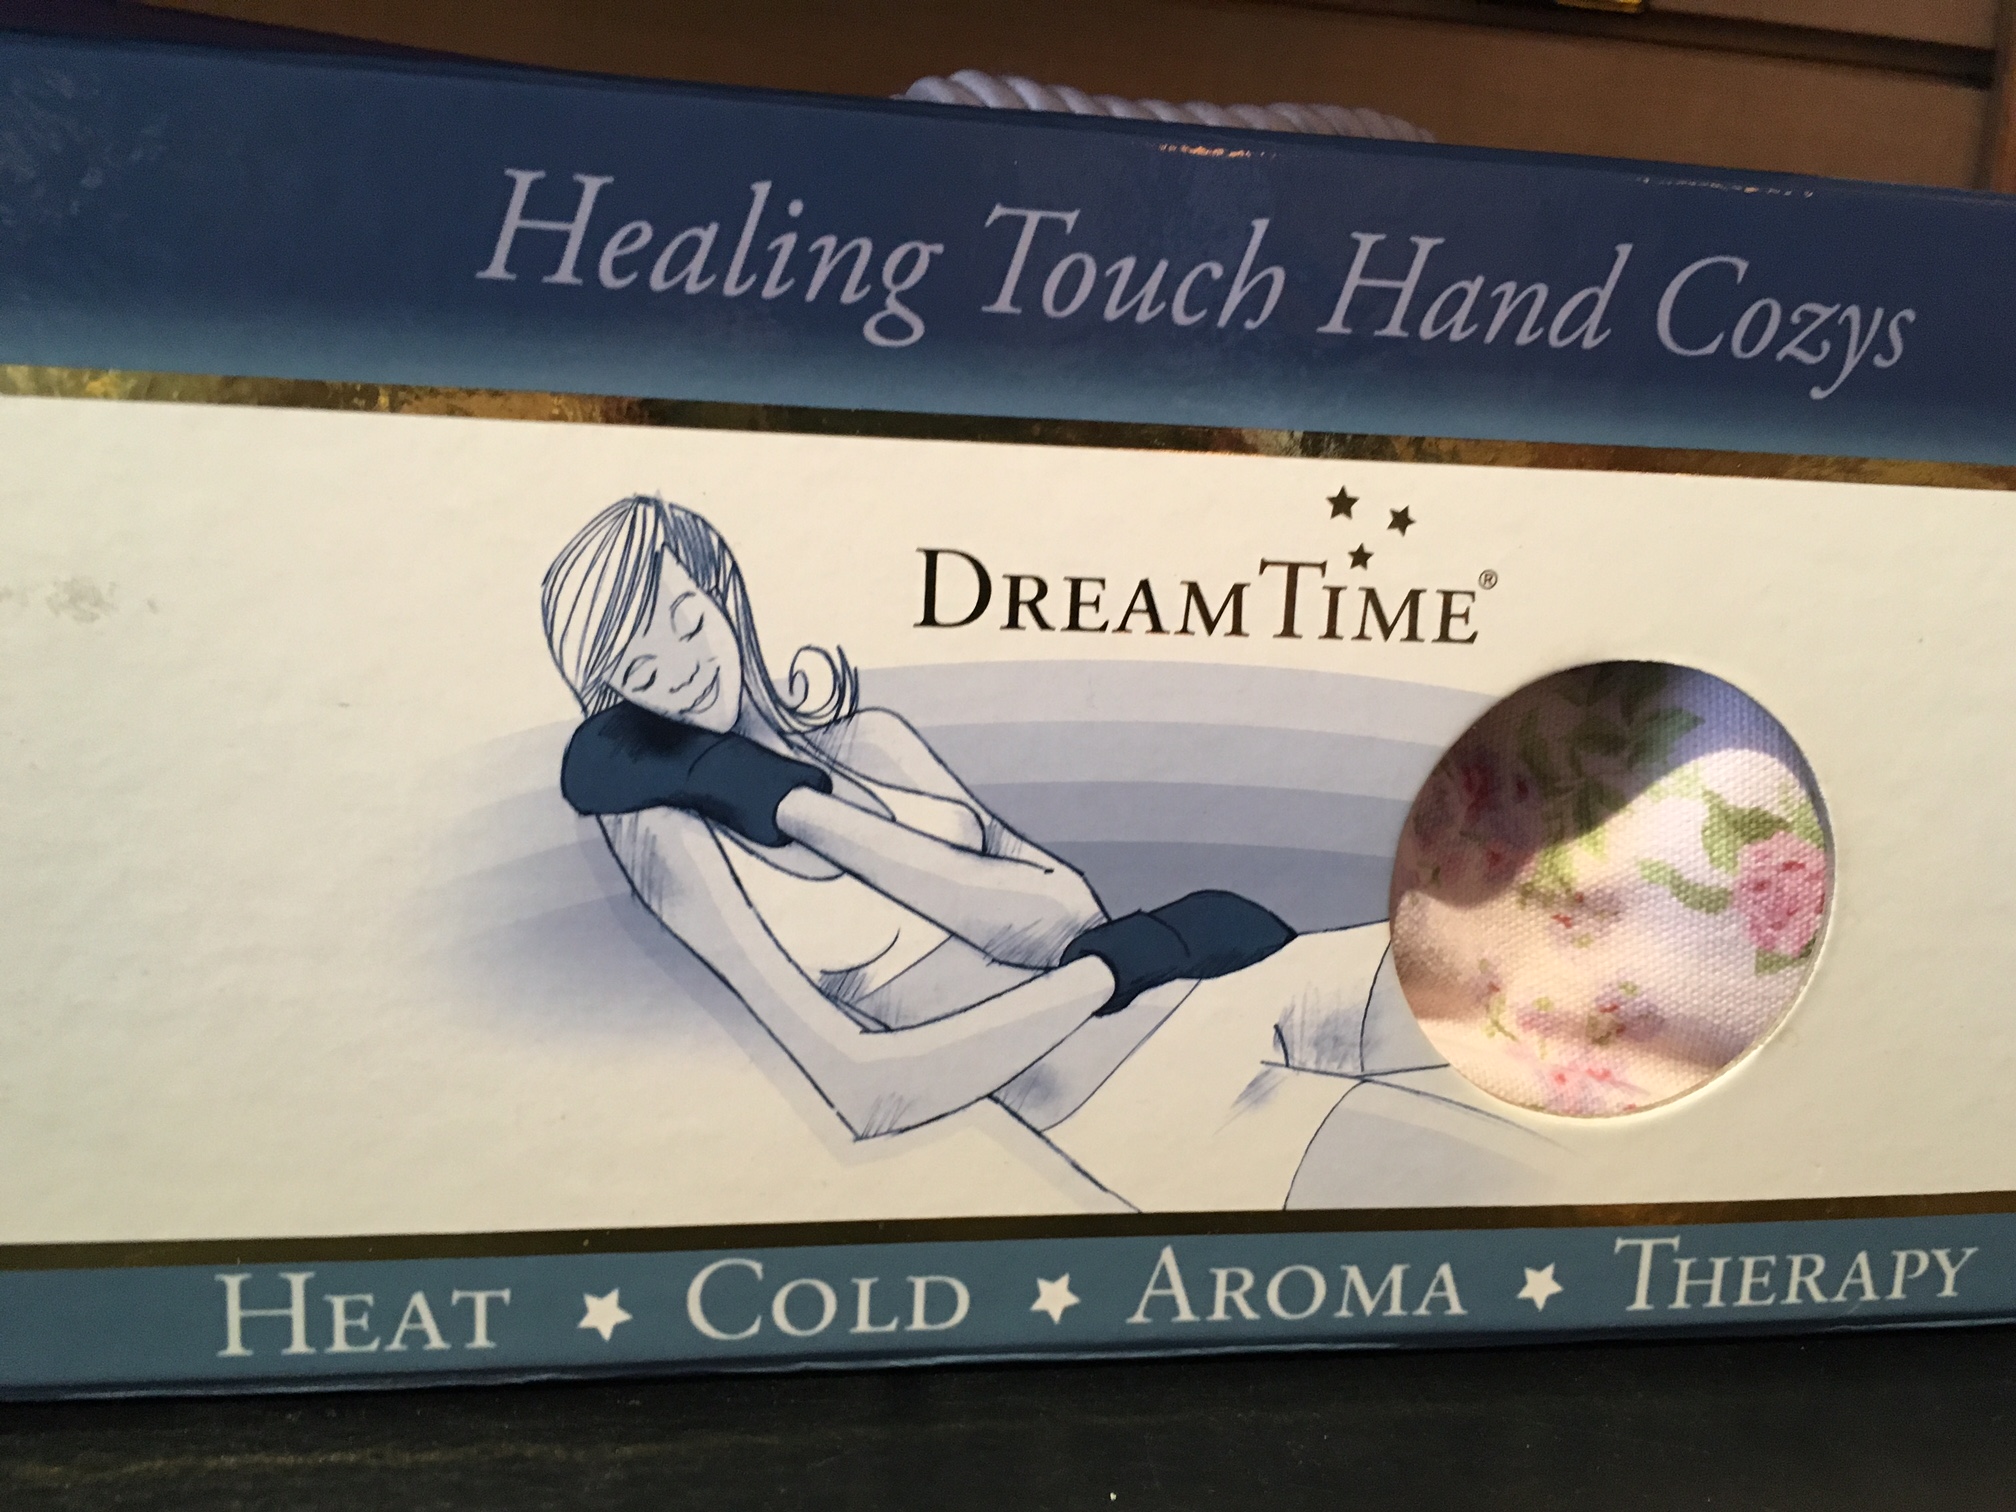 Healing Touch Hand Cozys
DREAMTIME®
HEAT ★ COLD ★ AROMA ★ THERAPY